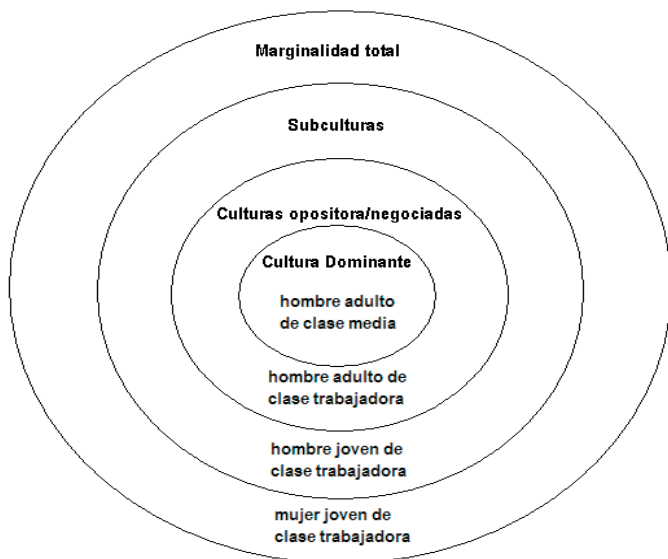 Marginalidad total
Subculturas
Culturas opositora/negociadas
Cultura Dominante
hombre adulto
de clase media
hombre adulto de
clase trabajadora
hombre joven de
clase trabajadora
mujer joven de
clase trabajadora